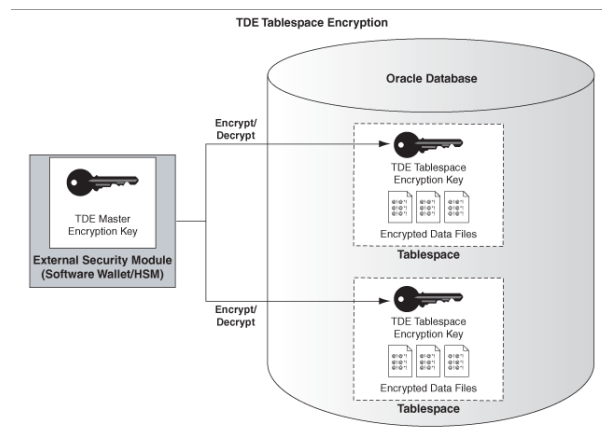 TDE Tablespace Encryption
Oracle Database
Encrypt/
Decrypt
TDE Tablespace
Encryption Key
Encrypted Data Files
Tablespace
TDE Master
Encryption Key
External Security Module
(Software Wallet/HSM)
Encrypt/
Decrypt
TDE Tablespace
Encryption Key
Encrypted Data Files
Tablespace